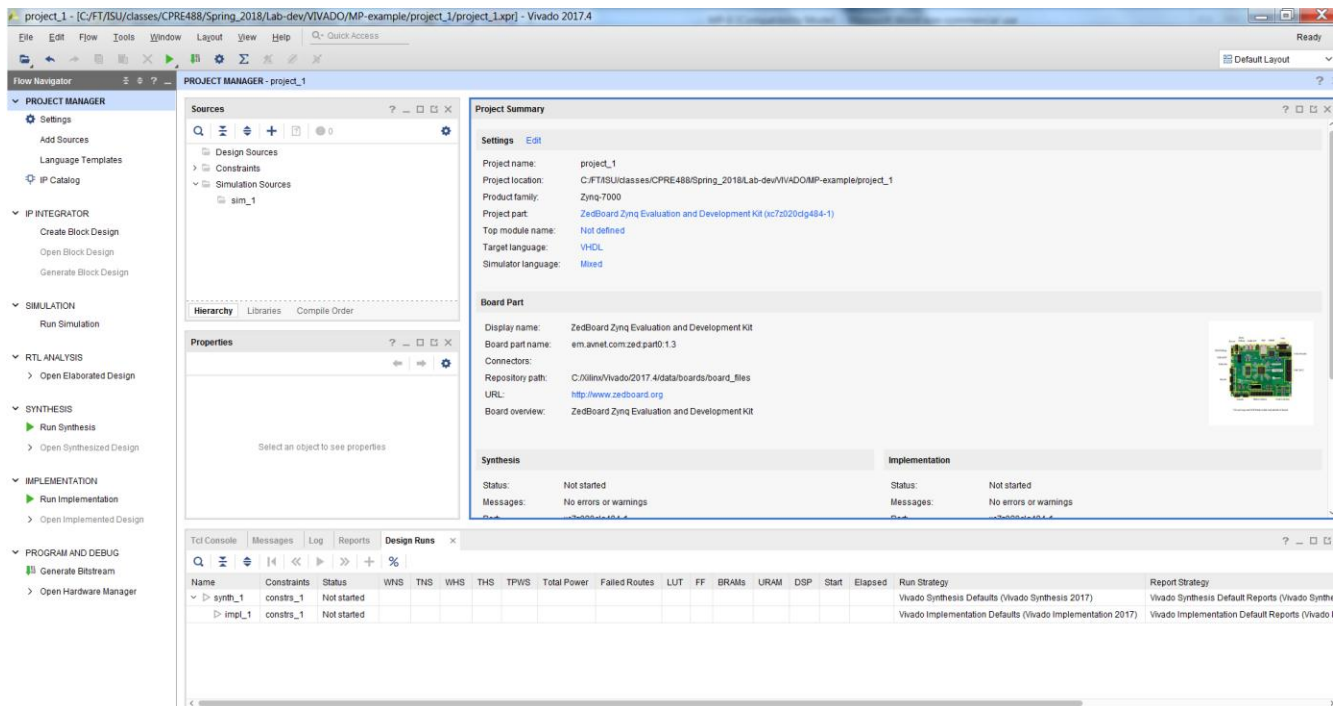 project_1 - [C:/FT/ISU/classes/CPRE488/Spring_2018/Lab-dev/VIVADO/MP-example/project_1/project_1.xpr] - Vivado 2017.4
File Edit Flow Tools Window Layout View Help Quick Access
Ready
Default Layout
Flow Navigator
PROJECT MANAGER
Settings
Add Sources
Language Templates
IP Catalog
IP INTEGRATOR
Create Block Design
Open Block Design
Generate Block Design
SIMULATION
Run Simulation
RTL ANALYSIS
Open Elaborated Design
SYNTHESIS
Run Synthesis
Open Synthesized Design
IMPLEMENTATION
Run Implementation
Open Implemented Design
PROGRAM AND DEBUG
Generate Bitstream
Open Hardware Manager
PROJECT MANAGER - project_1
Sources
0
Design Sources
Constraints
Simulation Sources
sim_1
Hierarchy Libraries Compile Order
Properties
Select an object to see properties
Project Summary
Settings Edit
Project name: project_1
Project location: C:/FT/ISU/classes/CPRE488/Spring_2018/Lab-dev/VIVADO/MP-example/project_1
Product family: Zynq-7000
Project part: ZedBoard Zynq Evaluation and Development Kit (xc7z020clg484-1)
Top module name: Not defined
Target language: VHDL
Simulator language: Mixed
Board Part
Display name: ZedBoard Zynq Evaluation and Development Kit
Board part name: em.avnet.com:zed:part0:1.3
Connectors:
Repository path: C:/Xilinx/Vivado/2017.4/data/boards/board_files
URL: http://www.zedboard.org
Board overview: ZedBoard Zynq Evaluation and Development Kit
Synthesis Implementation
Status: Not started Status: Not started
Messages: No errors or warnings Messages: No errors or warnings
Tcl Console Messages Log Reports Design Runs
Name Constraints Status WNS TNS WHS THS TPWS Total Power Failed Routes LUT FF BRAMs URAM DSP Start Elapsed Run Strategy Report Strategy
synth_1 constrs_1 Not started Vivado Synthesis Defaults (Vivado Synthesis 2017) Vivado Synthesis Default Reports (Vivado Synthe
impl_1 constrs_1 Not started Vivado Implementation Defaults (Vivado Implementation 2017) Vivado Implementation Default Reports (Vivado